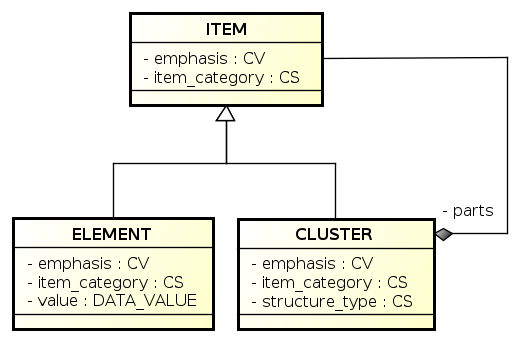 ITEM
- emphasis : CV
- item_category : CS
- parts
ELEMENT
- emphasis : CV
- item_category : CS
- value : DATA_VALUE
CLUSTER
- emphasis : CV
- item_category : CS
- structure_type : CS